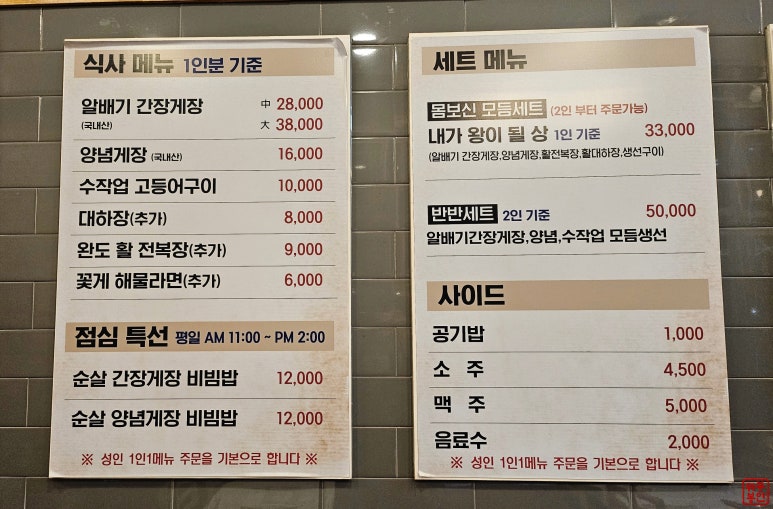 식사 메뉴 1인분 기준
알배기 간장게장 中 28,000
(국내산) 大 38,000
양념게장 (국내산) 16,000
수작업 고등어구이 10,000
대하장(추가) 8,000
완도 활 전복장(추가) 9,000
꽃게 해물라면(추가) 6,000
점심 특선 평일 AM 11:00 ~ PM 2:00
순살 간장게장 비빔밥 12,000
순살 양념게장 비빔밥 12,000
※ 성인 1인1메뉴 주문을 기본으로 합니다 ※
세트 메뉴
몸보신 모듬세트 (2인 부터 주문가능)
내가 왕이 될 상 1인 기준 33,000
(알배기 간장게장,양념게장,활전복장,활대하장,생선구이)
반반세트 2인 기준 50,000
알배기간장게장,양념,수작업 모듬생선
사이드
공기밥 1,000
소 주 4,500
맥 주 5,000
음료수 2,000
※ 성인 1인1메뉴 주문을 기본으로 합니다 ※